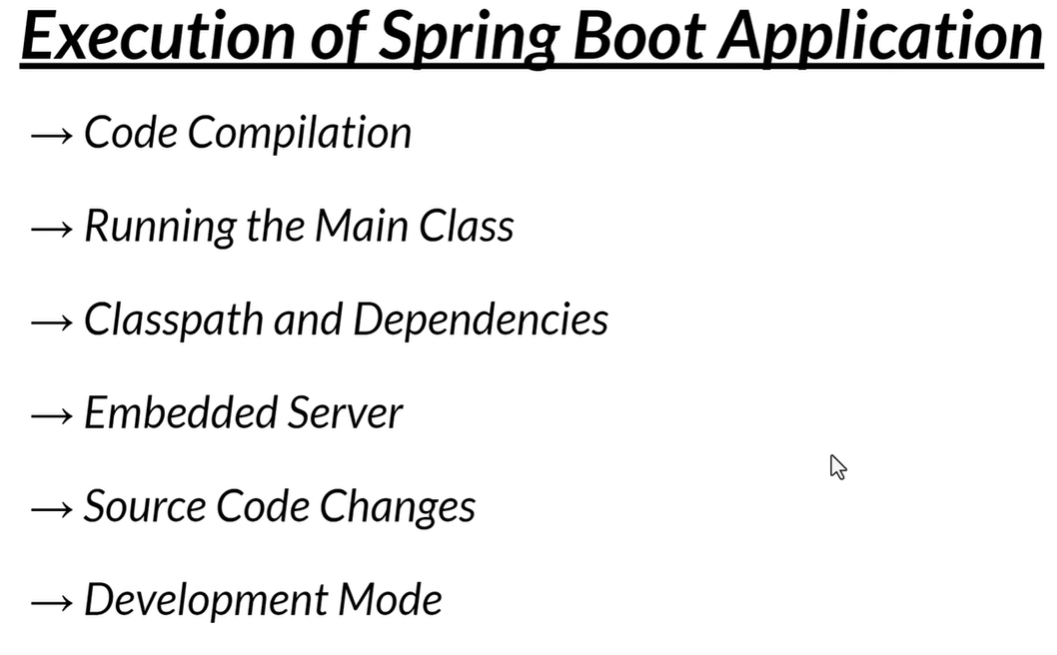 Execution of Spring Boot Application
→ Code Compilation
→ Running the Main Class
→ Classpath and Dependencies
→ Embedded Server
→ Source Code Changes
→ Development Mode